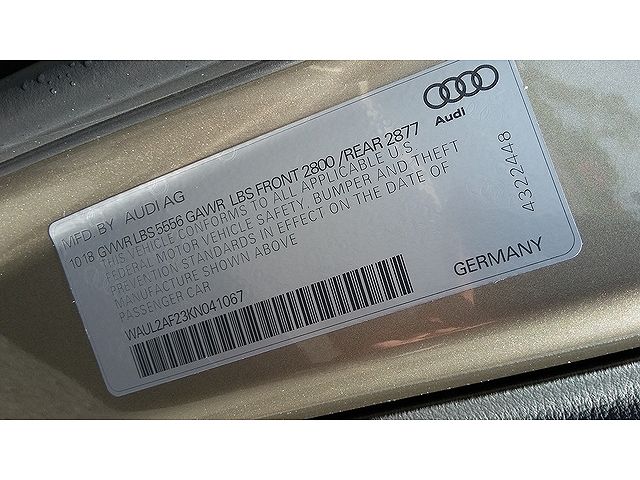 Audi
MFD BY AUDI AG
10-18 GVWR LBS 5556 GAWR LBS FRONT 2800 /REAR 2877
THIS VEHICLE CONFORMS TO ALL APPLICABLE U.S.
FEDERAL MOTOR VEHICLE SAFETY, BUMPER AND THEFT
PREVENTION STANDARDS IN EFFECT ON THE DATE OF
MANUFACTURE SHOWN ABOVE
PASSENGER CAR
WAUL2AF23KN041067
GERMANY
4322448